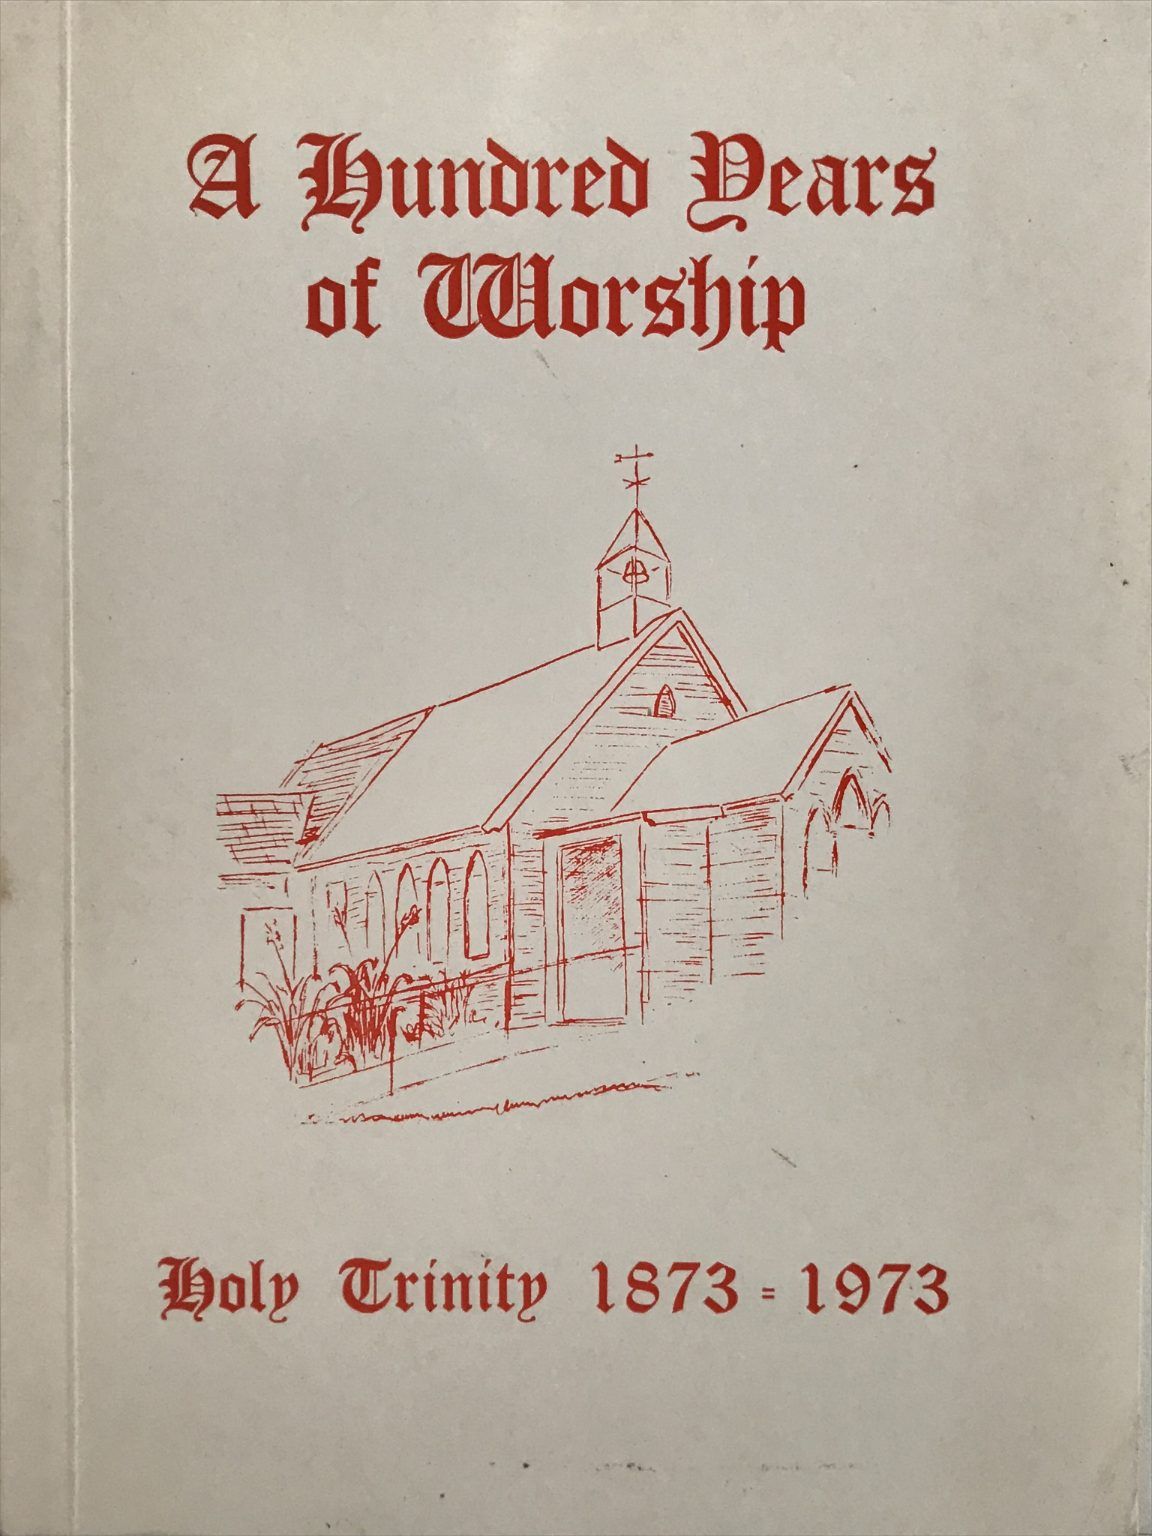 A Hundred Years
of Worship
Holy Trinity 1873 = 1973